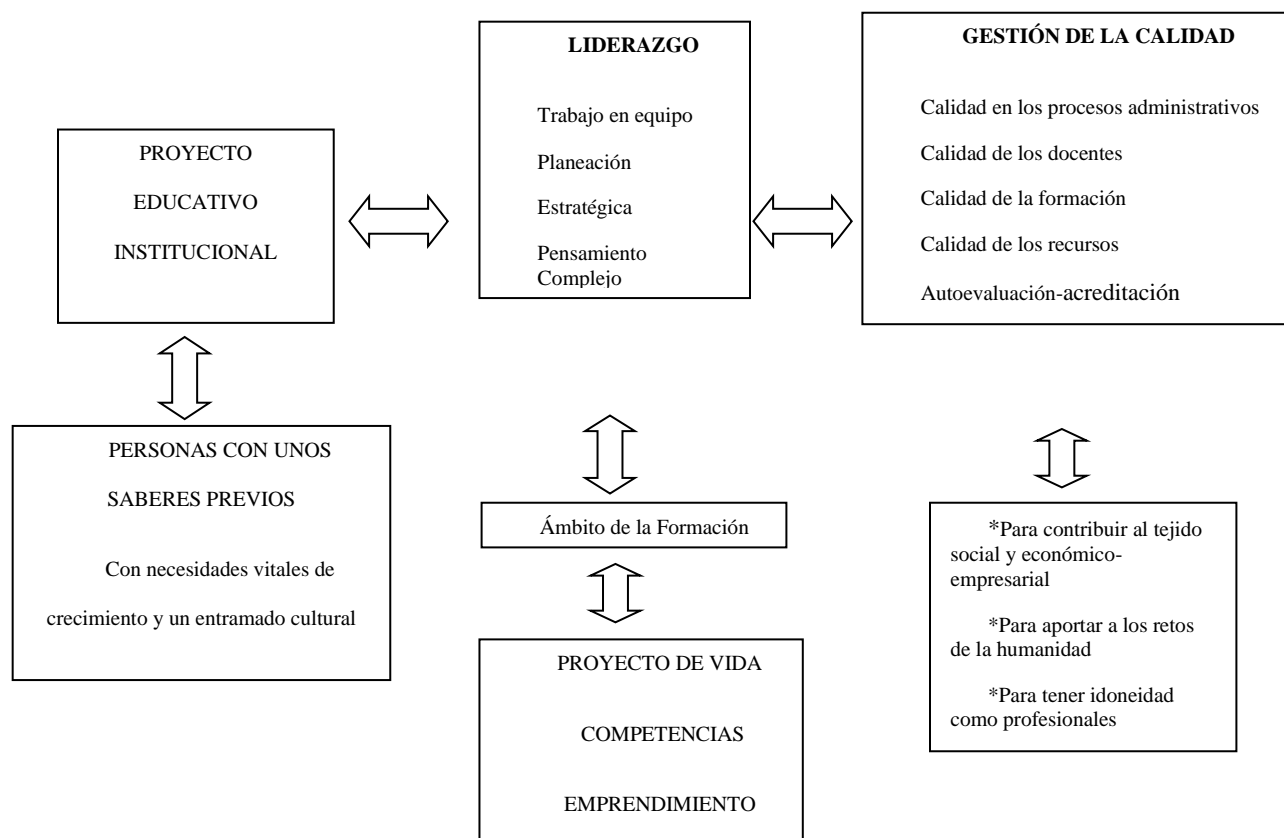 PROYECTO
EDUCATIVO
INSTITUCIONAL
LIDERAZGO
Trabajo en equipo
Planeación
Estratégica
Pensamiento
Complejo
GESTIÓN DE LA CALIDAD
Calidad en los procesos administrativos
Calidad de los docentes
Calidad de la formación
Calidad de los recursos
Autoevaluación-acreditación
PERSONAS CON UNOS
SABERES PREVIOS
Con necesidades vitales de
crecimiento y un entramado cultural
Ámbito de la Formación
PROYECTO DE VIDA
COMPETENCIAS
EMPRENDIMIENTO
*Para contribuir al tejido
social y económico-
empresarial
*Para aportar a los retos
de la humanidad
*Para tener idoneidad
como profesionales